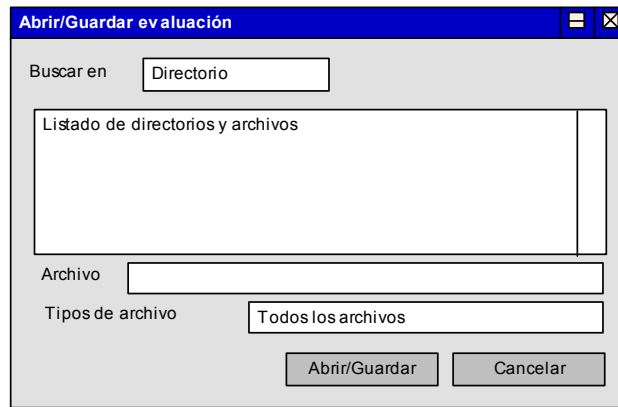 Abrir/Guardar evaluación
Buscar en Directorio
Listado de directorios y archivos
Archivo
Tipos de archivo Todos los archivos
Abrir/Guardar Cancelar